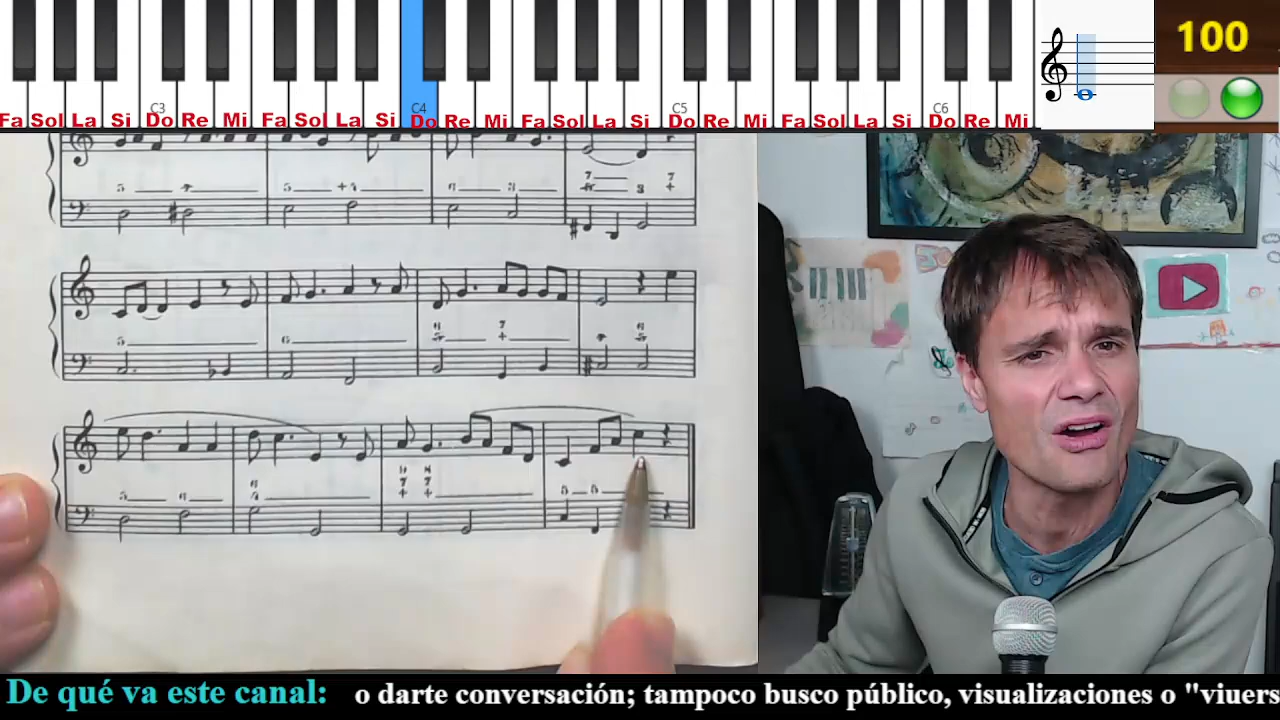 C3 C4 C5 C6
Fa Sol La Si Do Re Mi Fa Sol La Si Do Re Mi Fa Sol La Si Do Re Mi Fa Sol La Si Do Re Mi
100
De qué va este canal: o darte conversación; tampoco busco público, visualizaciones o "viuers